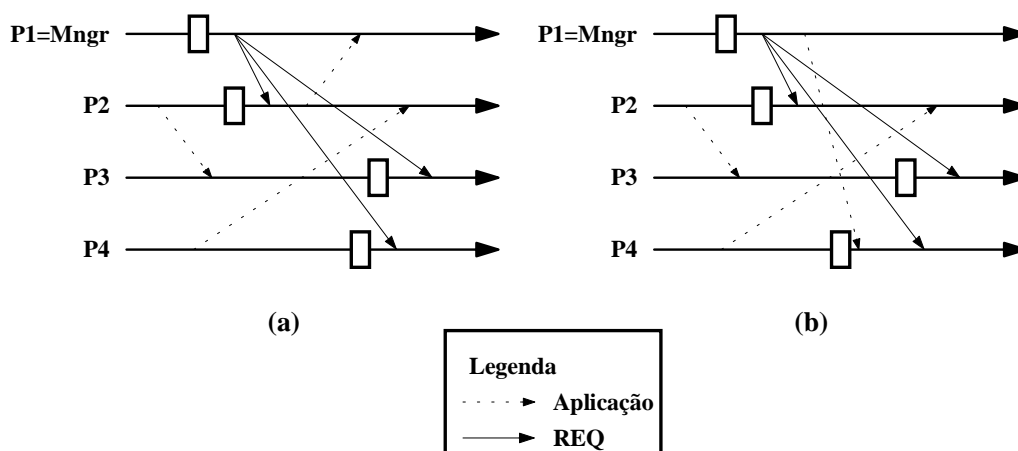 P1=Mngr
P2
P3
P4
(a)
P1=Mngr
P2
P3
P4
(b)
Legenda
Aplicação
REQ